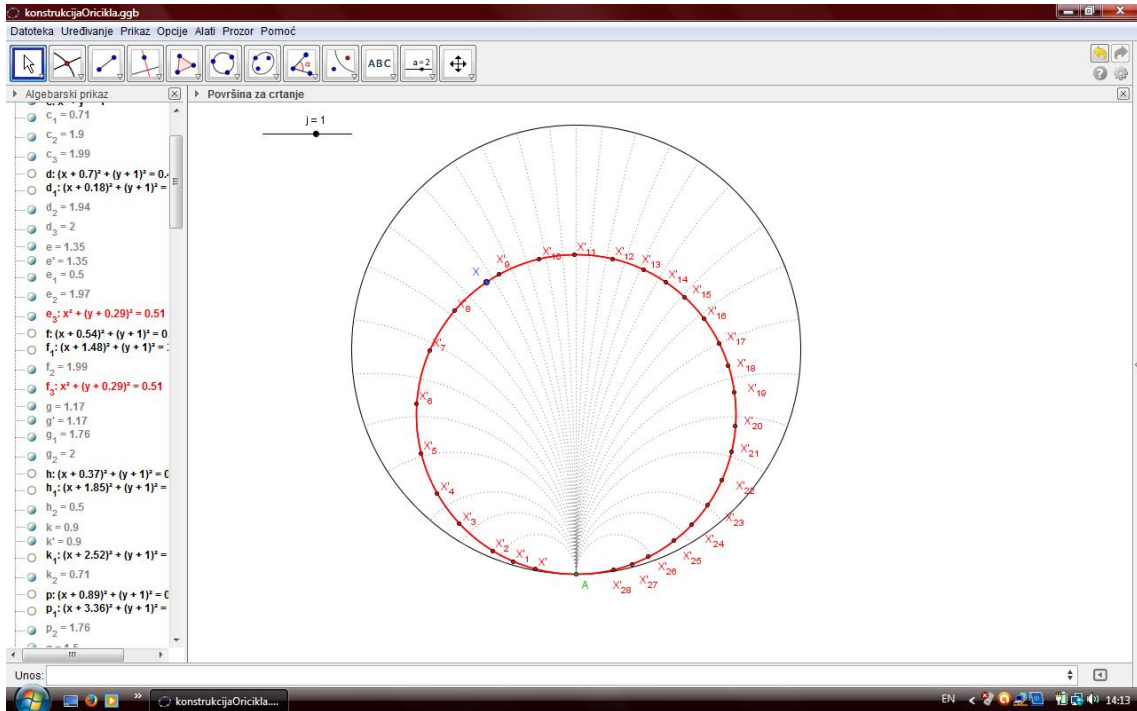 konstrukcijaOricikla.ggb
Datoteka Uređivanje Prikaz Opcije Alati Prozor Pomoć
ABC a=2
Algebarski prikaz
Površina za crtanje
c₁ = 0.71
c₂ = 1.9
c₃ = 1.99
d: (x + 0.7)² + (y + 1)² = 0.
d₁: (x + 0.18)² + (y + 1)² =
d₂ = 1.94
d₃ = 2
e = 1.35
e' = 1.35
e₁ = 0.5
e₂ = 1.97
e₃: x² + (y + 0.29)² = 0.51
f: (x + 0.54)² + (y + 1)² = 0
f₁: (x + 1.48)² + (y + 1)² =
f₂ = 1.99
f₃: x² + (y + 0.29)² = 0.51
g = 1.17
g' = 1.17
g₁ = 1.76
g₂ = 2
h: (x + 0.37)² + (y + 1)² = 0
h₁: (x + 1.85)² + (y + 1)² =
h₂ = 0.5
k = 0.9
k' = 0.9
k₁: (x + 2.52)² + (y + 1)² =
k₂ = 0.71
p: (x + 0.89)² + (y + 1)² = 0
p₁: (x + 3.36)² + (y + 1)² =
p₂ = 1.76
j = 1
X
X'₉
X'₁₀
X'₁₁
X'₁₂
X'₁₃
X'₁₄
X'₁₅
X'₁₆
X'₁₇
X'₁₈
X'₁₉
X'₂₀
X'₂₁
X'₂₂
X'₂₃
X'₂₄
X'₂₅
X'₂₆
X'₂₇
X'₂₈
A
X'
X'₁
X'₂
X'₃
X'₄
X'₅
X'₆
X'₇
X'₈
Unos:
konstrukcijaOricikla....
EN
14:13